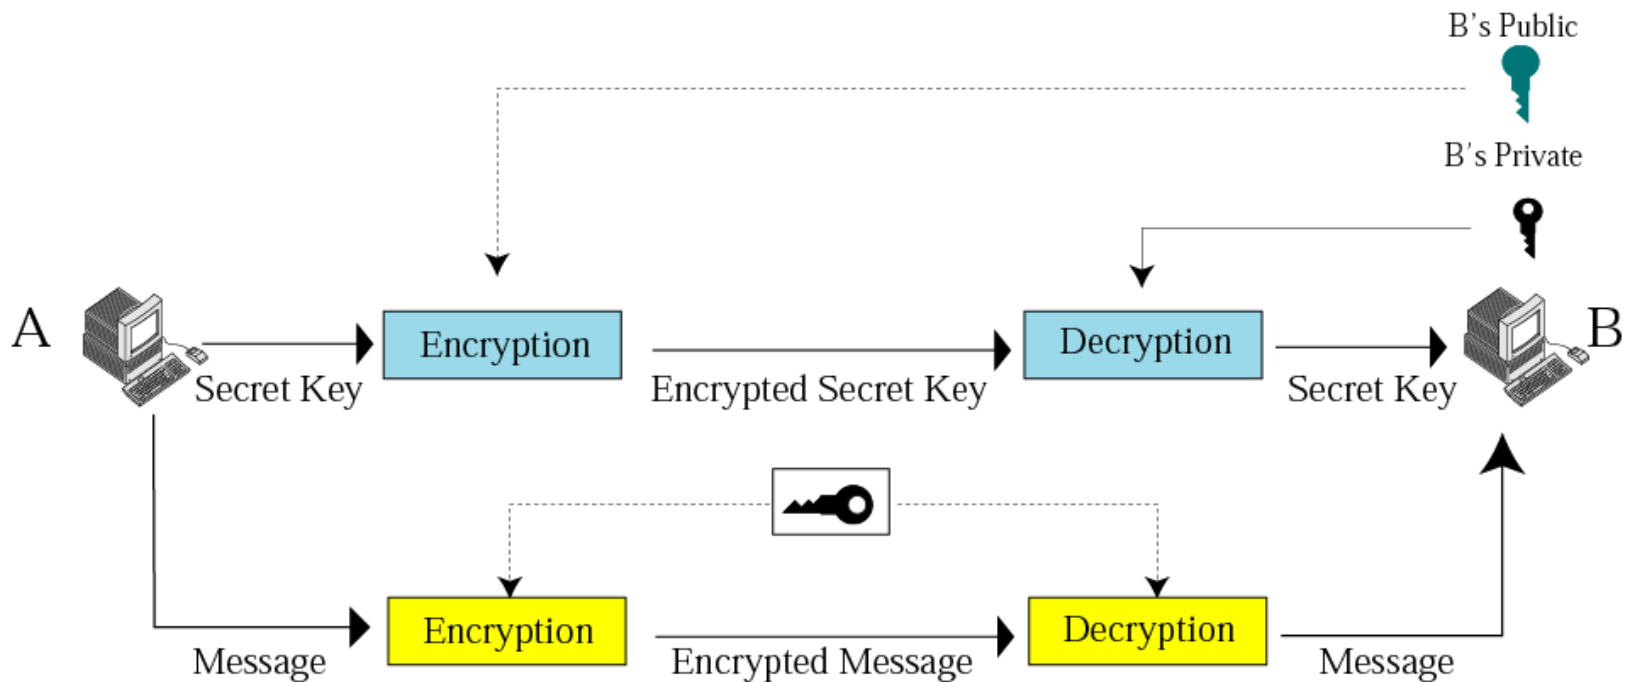 B's Public
B's Private
A
Encryption
Decryption
B
Secret Key
Encrypted Secret Key
Secret Key
Encryption
Decryption
Message
Encrypted Message
Message